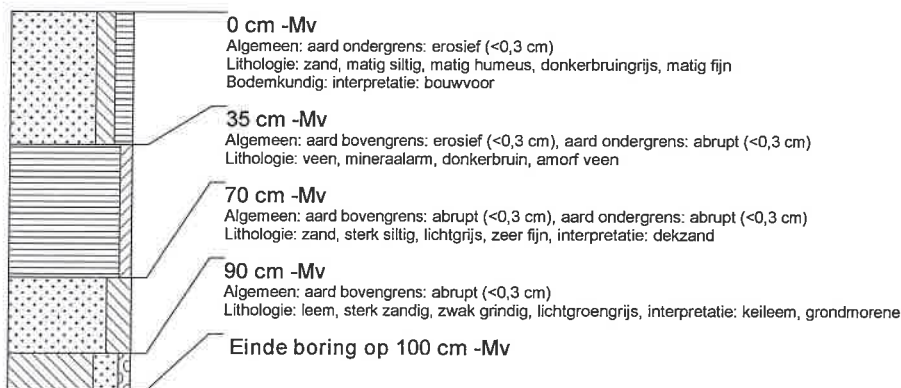 0 cm -Mv
Algemeen: aard ondergrens: erosief (<0,3 cm)
Lithologie: zand, matig siltig, matig humeus, donkerbruingrijs, matig fijn
Bodemkundig: interpretatie: bouwvoor
35 cm -Mv
Algemeen: aard bovengrens: erosief (<0,3 cm), aard ondergrens: abrupt (<0,3 cm)
Lithologie: veen, mineraalarm, donkerbruin, amorf veen
70 cm -Mv
Algemeen: aard bovengrens: abrupt (<0,3 cm), aard ondergrens: abrupt (<0,3 cm)
Lithologie: zand, sterk siltig, lichtgrijs, zeer fijn, interpretatie: dekzand
90 cm -Mv
Algemeen: aard bovengrens: abrupt (<0,3 cm)
Lithologie: leem, sterk zandig, zwak grindig, lichtgroengrijs, interpretatie: keileem, grondmorene
Einde boring op 100 cm -Mv